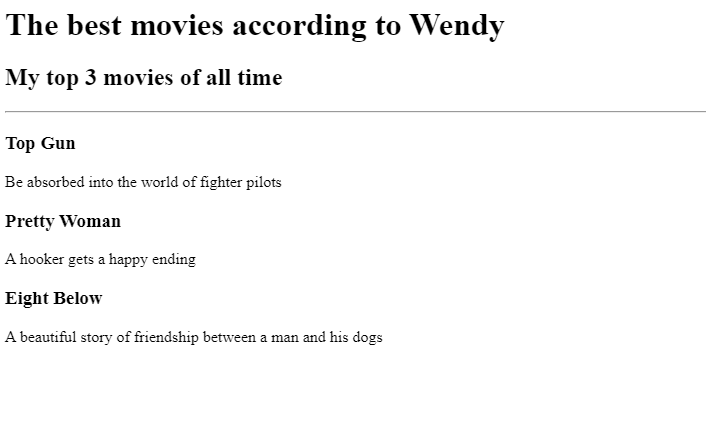 The best movies according to Wendy
My top 3 movies of all time
Top Gun
Be absorbed into the world of fighter pilots
Pretty Woman
A hooker gets a happy ending
Eight Below
A beautiful story of friendship between a man and his dogs